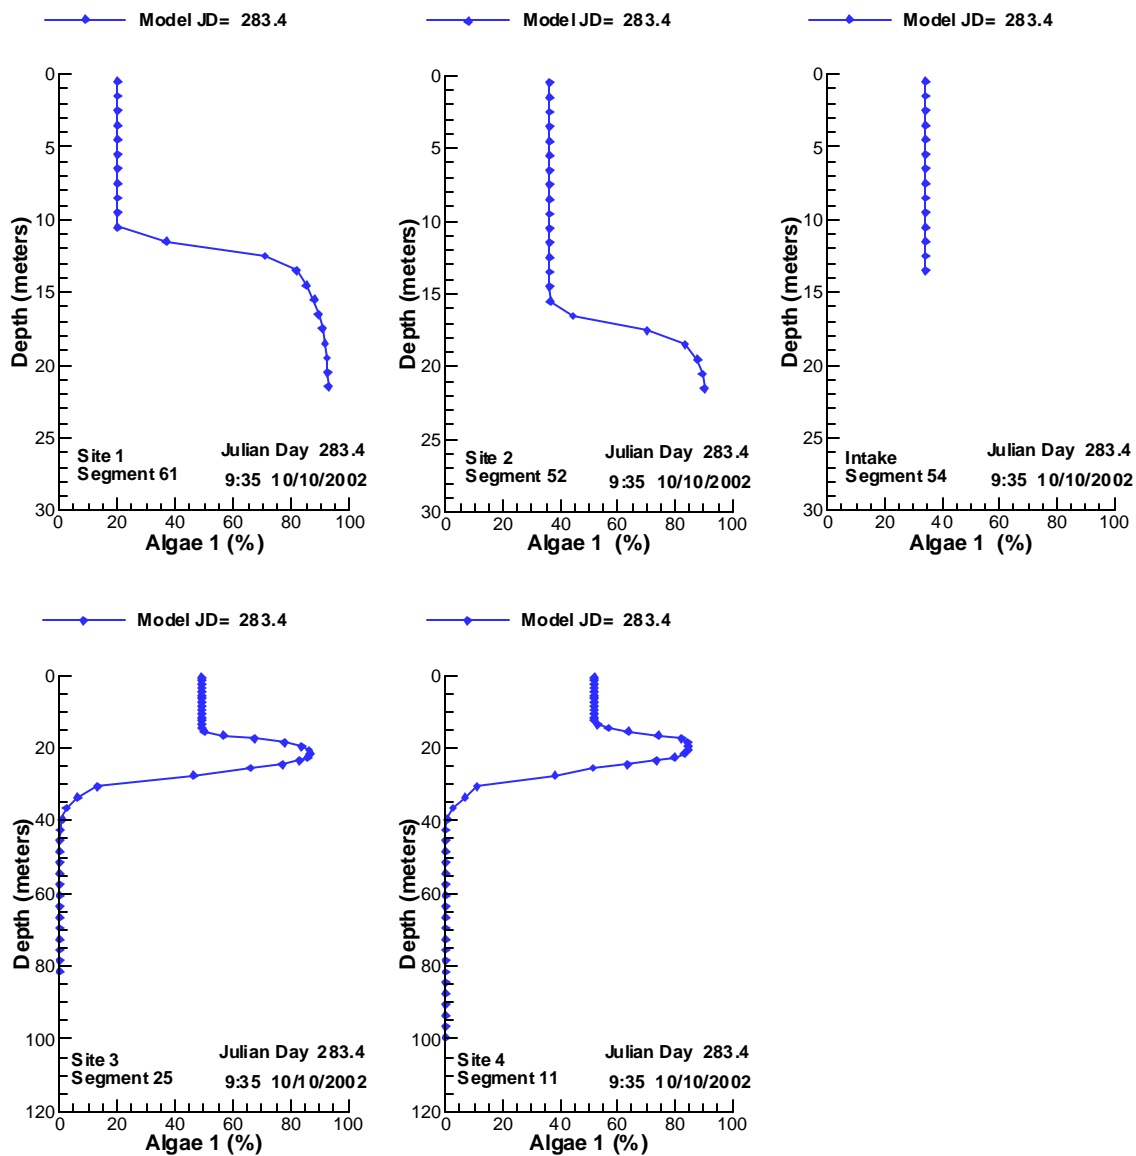 Model JD= 283.4
Model JD= 283.4
Model JD= 283.4
0
5
10
15
20
25
30
Depth (meters)
Site 1
Segment 61
Julian Day 283.4
9:35 10/10/2002
0 20 40 60 80 100
Algae 1 (%)
0
5
10
15
20
25
30
Depth (meters)
Site 2
Segment 52
Julian Day 283.4
9:35 10/10/2002
0 20 40 60 80 100
Algae 1 (%)
0
5
10
15
20
25
30
Depth (meters)
Intake
Segment 54
Julian Day 283.4
9:35 10/10/2002
0 20 40 60 80 100
Algae 1 (%)
Model JD= 283.4
Model JD= 283.4
0
20
40
60
80
100
120
Depth (meters)
Site 3
Segment 25
Julian Day 283.4
9:35 10/10/2002
0 20 40 60 80 100
Algae 1 (%)
0
20
40
60
80
100
120
Depth (meters)
Site 4
Segment 11
Julian Day 283.4
9:35 10/10/2002
0 20 40 60 80 100
Algae 1 (%)